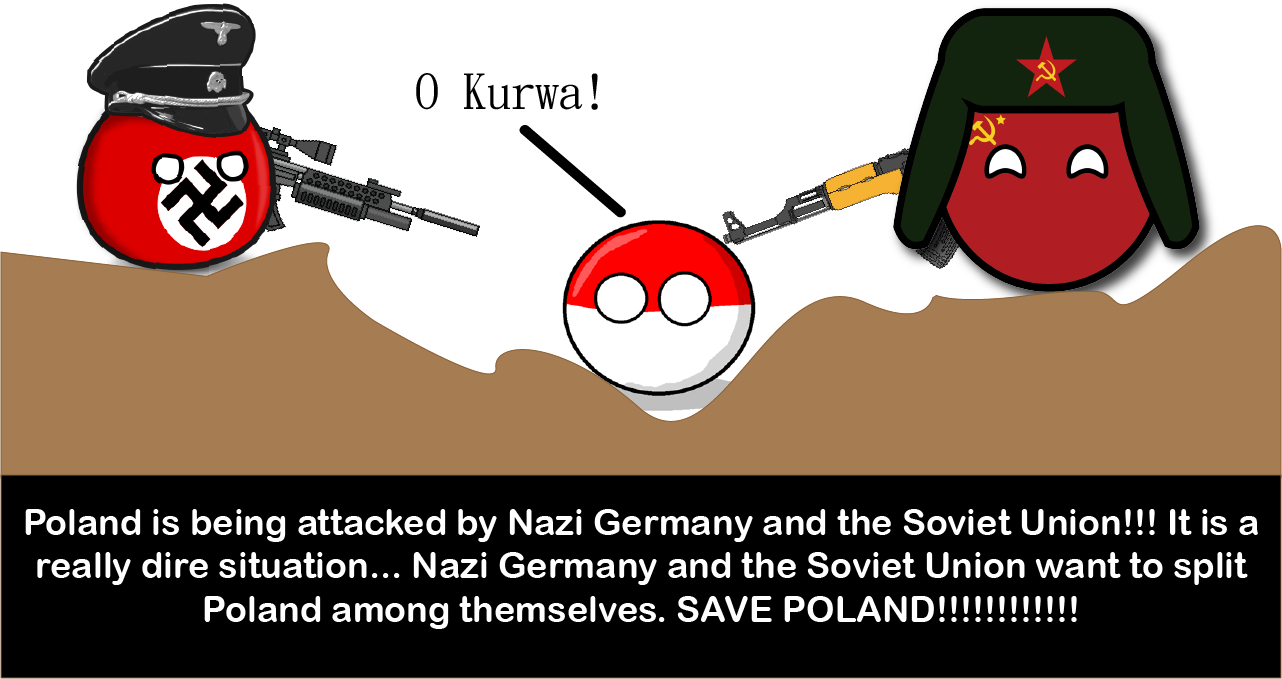 O Kurwa!
Poland is being attacked by Nazi Germany and the Soviet Union!!! It is a
really dire situation... Nazi Germany and the Soviet Union want to split
Poland among themselves. SAVE POLAND!!!!!!!!!!!!